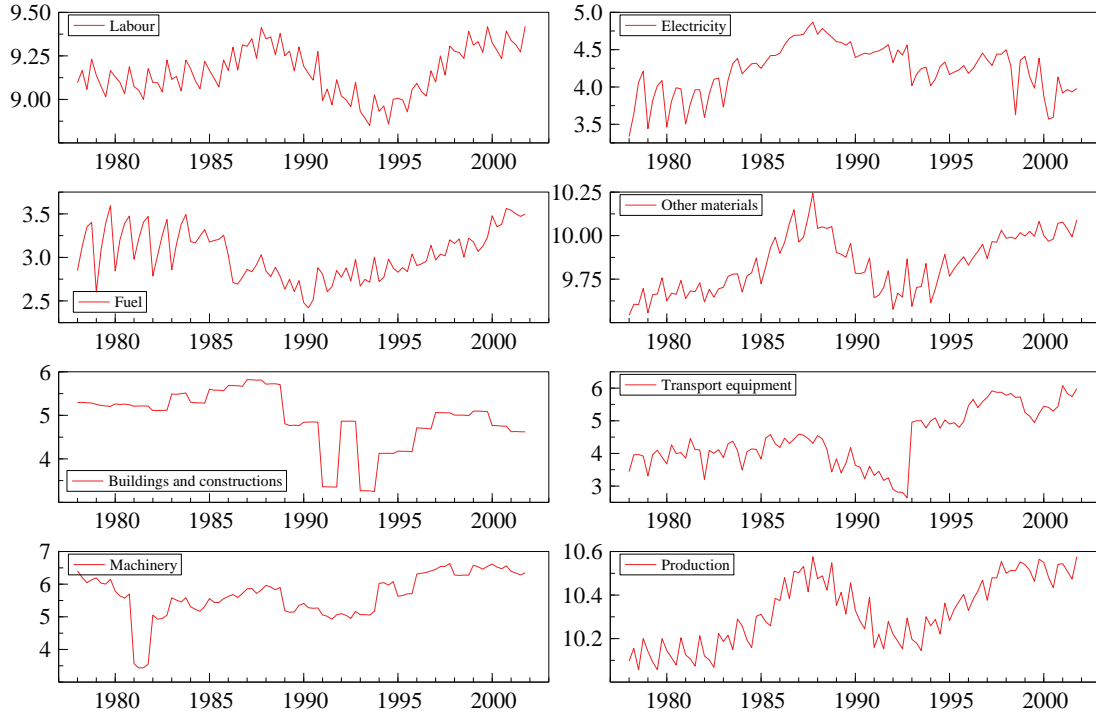 9.50
Labour
9.25
9.00
1980 1985 1990 1995 2000
5.0
Electricity
4.5
4.0
3.5
1980 1985 1990 1995 2000
3.5
3.0
2.5
Fuel
1980 1985 1990 1995 2000
10.25
Other materials
10.00
9.75
1980 1985 1990 1995 2000
6
5
4
Buildings and constructions
1980 1985 1990 1995 2000
6
Transport equipment
5
4
3
1980 1985 1990 1995 2000
7
Machinery
6
5
4
1980 1985 1990 1995 2000
10.6
Production
10.4
10.2
1980 1985 1990 1995 2000